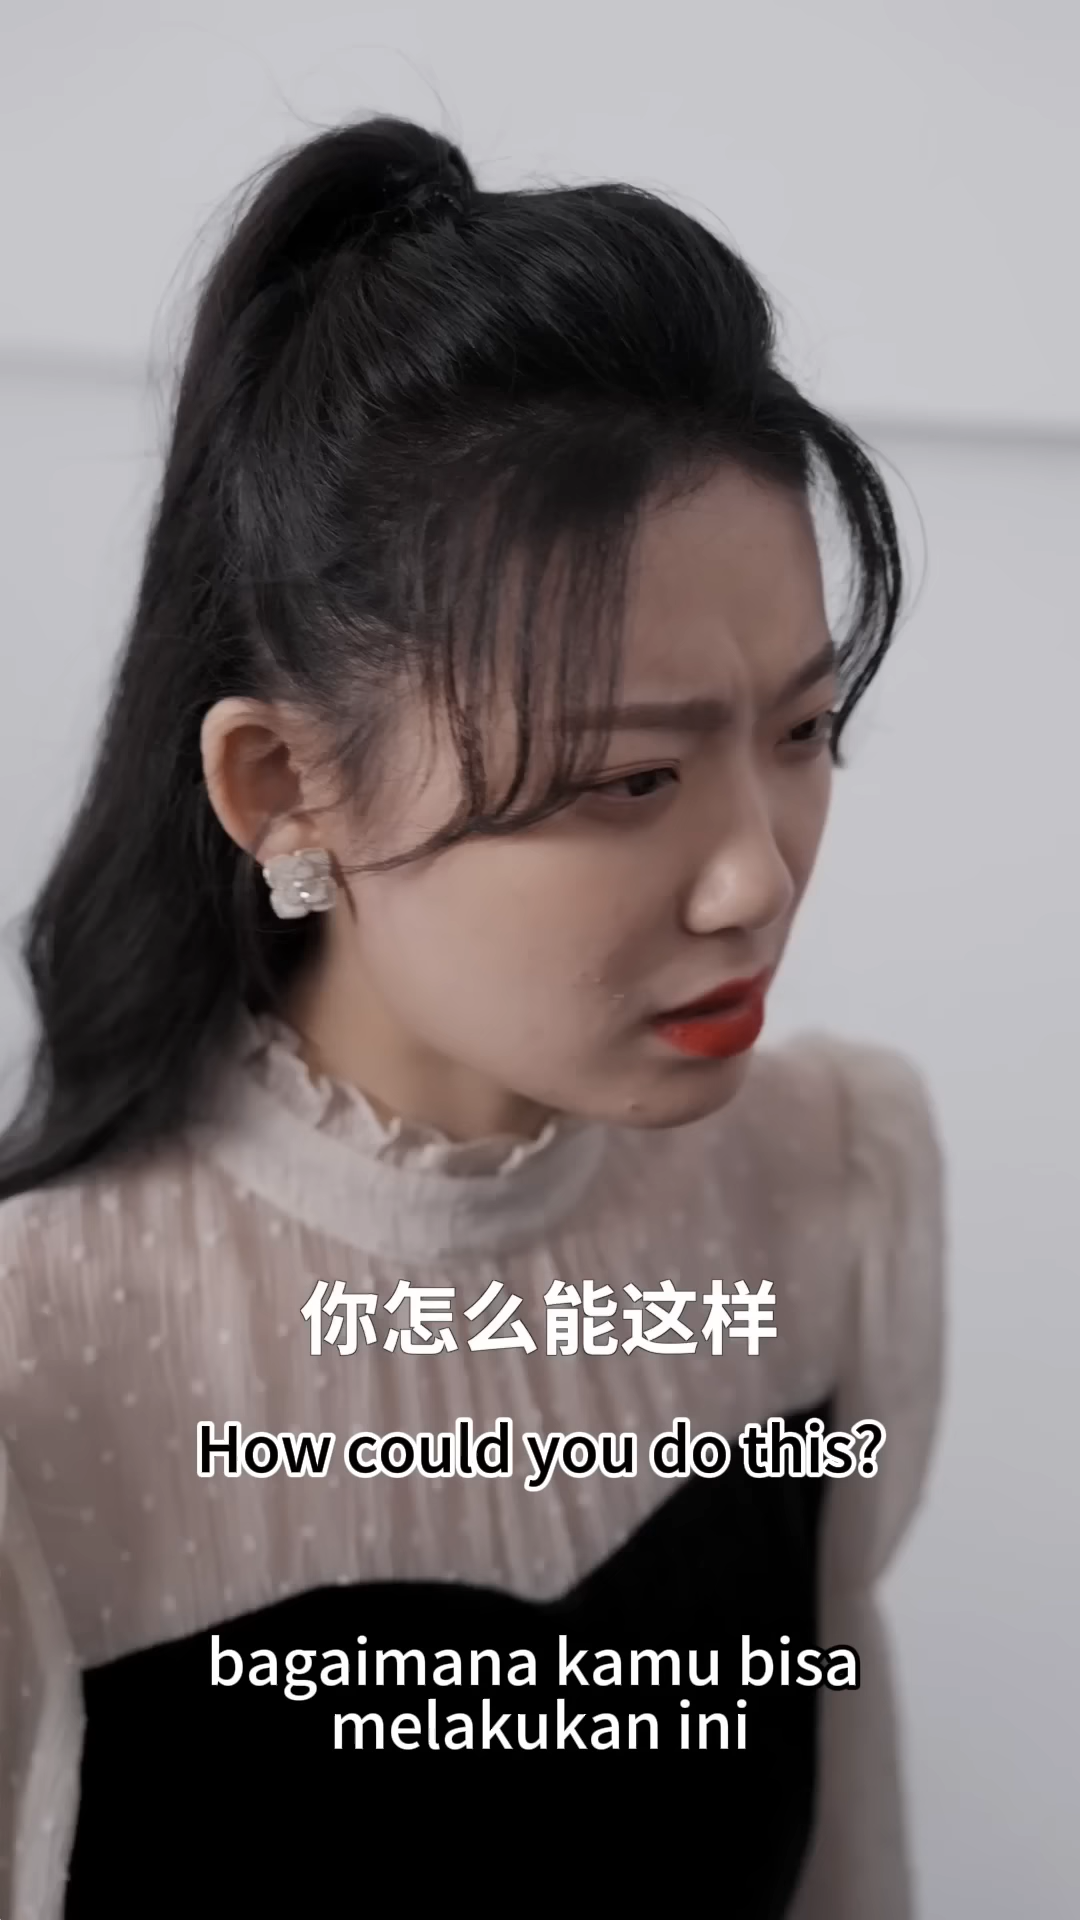 你怎么能这样
How could you do this?
bagaimana kamu bisa
melakukan ini